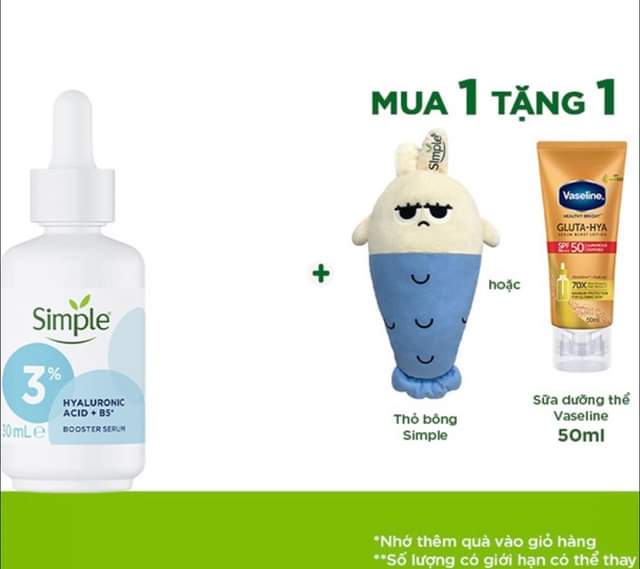 MUA 1 TẶNG 1
Simple
3%
HYALURONIC
ACID + B5*
BOOSTER SERUM
30 mL e
+
Simple
hoặc
Vaseline
HEALTHY BRIGHT
GLUTA-HYA
SERUM BURST LOTION
SPF 50
70X
50ml
Thỏ bông
Simple
Sữa dưỡng thể
Vaseline
50ml
*Nhớ thêm quà vào giỏ hàng
**Số lượng có giới hạn có thể thay